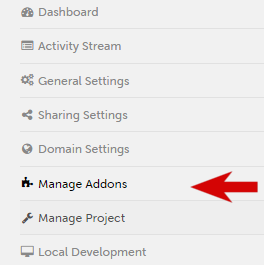 Dashboard
Activity Stream
General Settings
Sharing Settings
Domain Settings
Manage Addons
Manage Project
Local Development